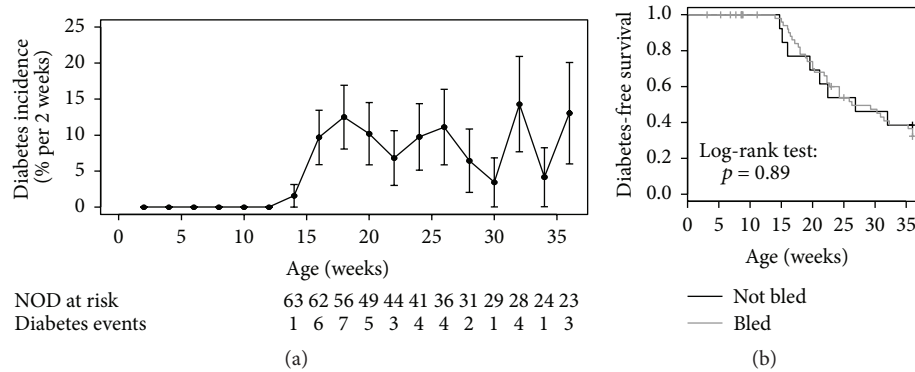 Diabetes incidence
(% per 2 weeks)
25
20
15
10
5
0
0 5 10 15 20 25 30 35
Age (weeks)
NOD at risk 63 62 56 49 44 41 36 31 29 28 24 23
Diabetes events 1 6 7 5 3 4 4 2 1 4 1 3
(a)
Diabetes-free survival
1.0
0.8
0.6
0.4
0.2
0.0
Log-rank test:
p = 0.89
0 5 10 15 20 25 30 35
Age (weeks)
Not bled
Bled
(b)